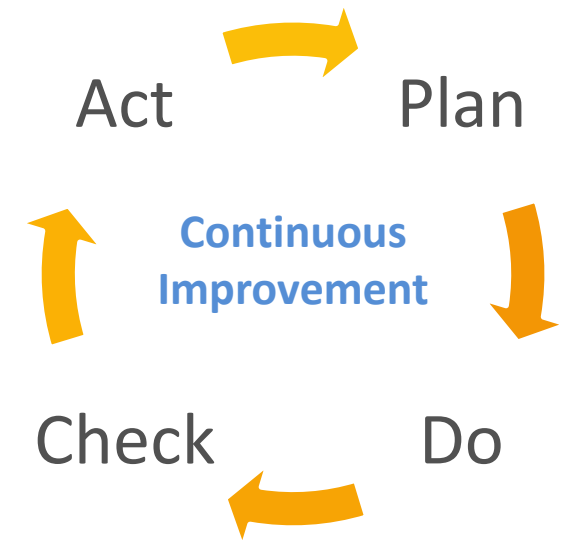 Act
Plan
Continuous
Improvement
Check
Do